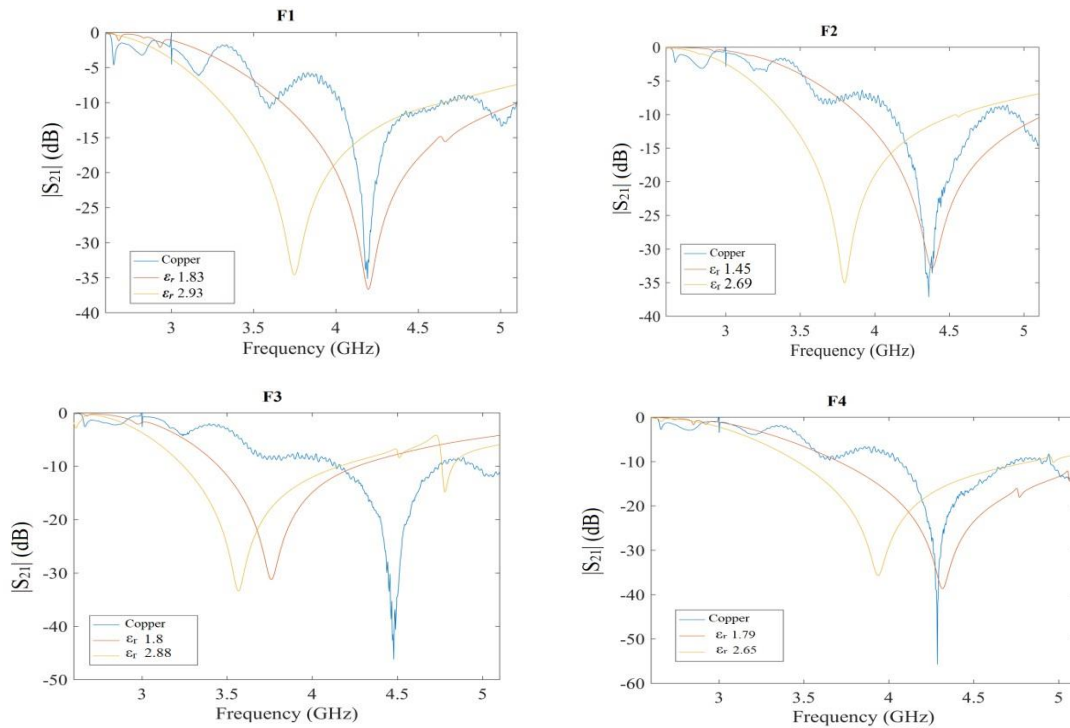 F1
0
-5
-10
-15
-20
-25
-30
-35
-40
|S21| (dB)
Copper
εr 1.83
εr 2.93
3
3.5
4
4.5
5
Frequency (GHz)
F2
0
-5
-10
-15
-20
-25
-30
-35
-40
|S21| (dB)
Copper
εr 1.45
εr 2.69
3
3.5
4
4.5
5
Frequency (GHz)
F3
0
-10
-20
-30
-40
-50
|S21| (dB)
Copper
εr 1.8
εr 2.88
3
3.5
4
4.5
5
Frequency (GHz)
F4
0
-10
-20
-30
-40
-50
-60
|S21| (dB)
Copper
εr 1.79
εr 2.65
3
3.5
4
4.5
5
Frequency (GHz)